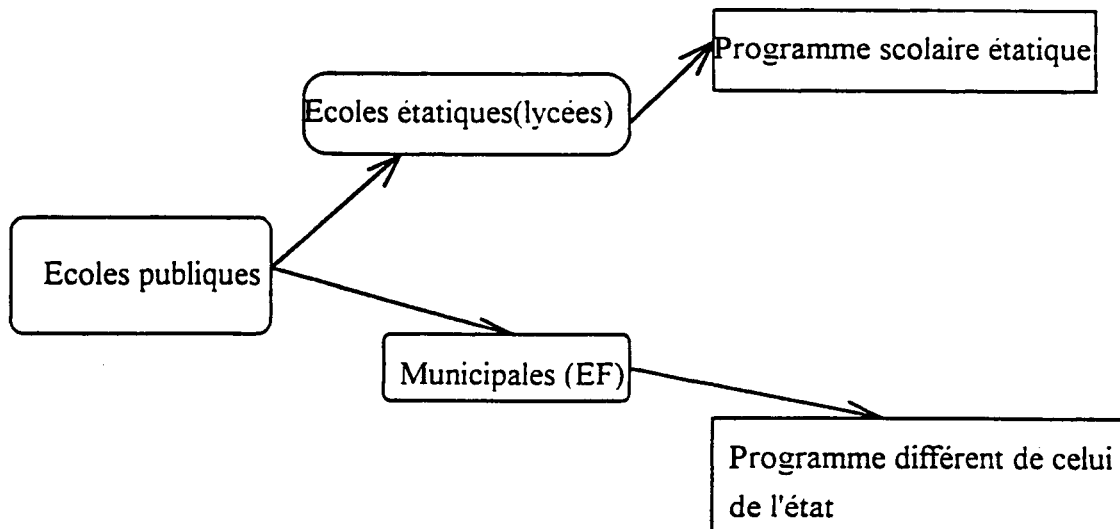 Programme scolaire étatique
Ecoles étatiques(lycées)
Ecoles publiques
Municipales (EF)
Programme différent de celui
de l'état